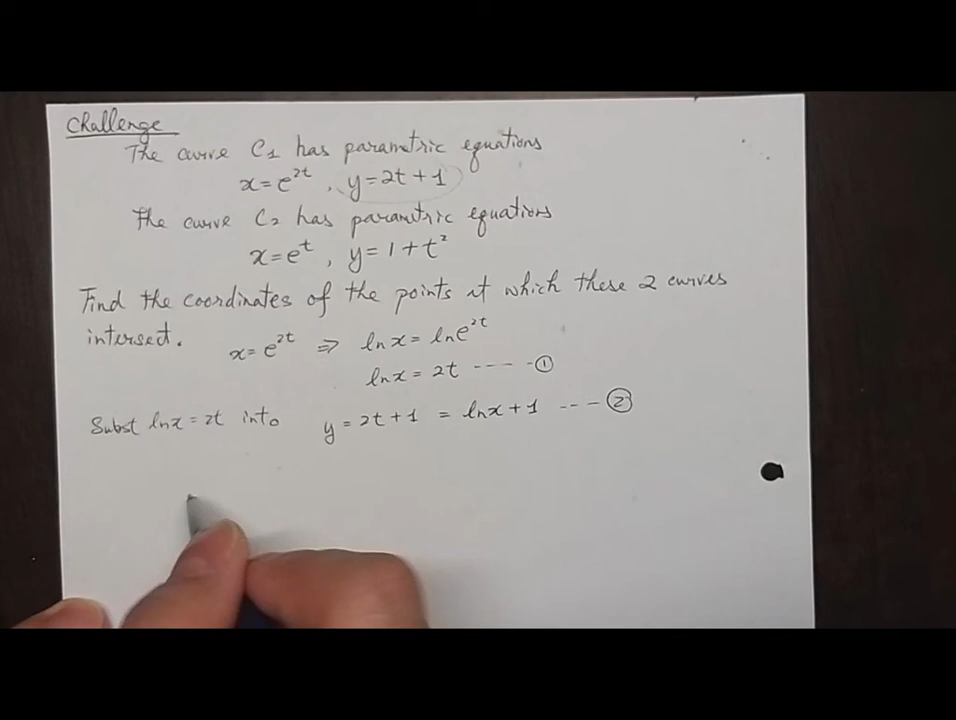 Challenge
The curve C₁ has parametric equations
x = e^2t , y = 2t + 1
The curve C₂ has parametric equations
x = e^t , y = 1 + t²
Find the coordinates of the points at which these 2 curves
intersect. x = e^2t ⇒ ln x = ln e^2t
ln x = 2t ---- - ①
Subst ln x = 2t into y = 2t + 1 = ln x + 1 --- ②